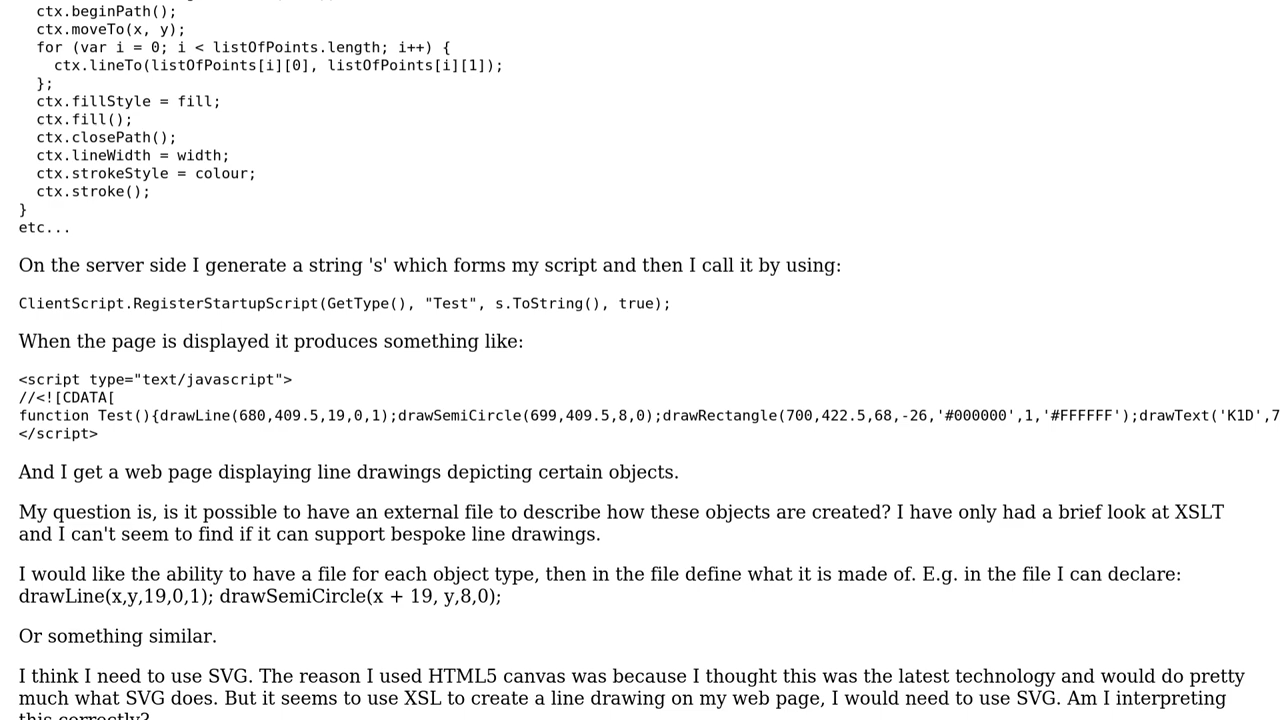 ctx.beginPath();
ctx.moveTo(x, y);
for (var i = 0; i < listOfPoints.length; i++) {
ctx.lineTo(listOfPoints[i][0], listOfPoints[i][1]);
};
ctx.fillStyle = fill;
ctx.fill();
ctx.closePath();
ctx.lineWidth = width;
ctx.strokeStyle = colour;
ctx.stroke();
}
etc...
On the server side I generate a string 's' which forms my script and then I call it by using:
ClientScript.RegisterStartupScript(GetType(), "Test", s.ToString(), true);
When the page is displayed it produces something like:
<script type="text/javascript">
//<![CDATA[
function Test(){drawLine(680,409.5,19,0,1);drawSemiCircle(699,409.5,8,0);drawRectangle(700,422.5,68,-26,'#000000',1,'#FFFFFF');drawText('K1D',7
</script>
And I get a web page displaying line drawings depicting certain objects.
My question is, is it possible to have an external file to describe how these objects are created? I have only had a brief look at XSLT
and I can't seem to find if it can support bespoke line drawings.
I would like the ability to have a file for each object type, then in the file define what it is made of. E.g. in the file I can declare:
drawLine(x,y,19,0,1); drawSemiCircle(x + 19, y,8,0);
Or something similar.
I think I need to use SVG. The reason I used HTML5 canvas was because I thought this was the latest technology and would do pretty
much what SVG does. But it seems to use XSL to create a line drawing on my web page, I would need to use SVG. Am I interpreting
this correctly?